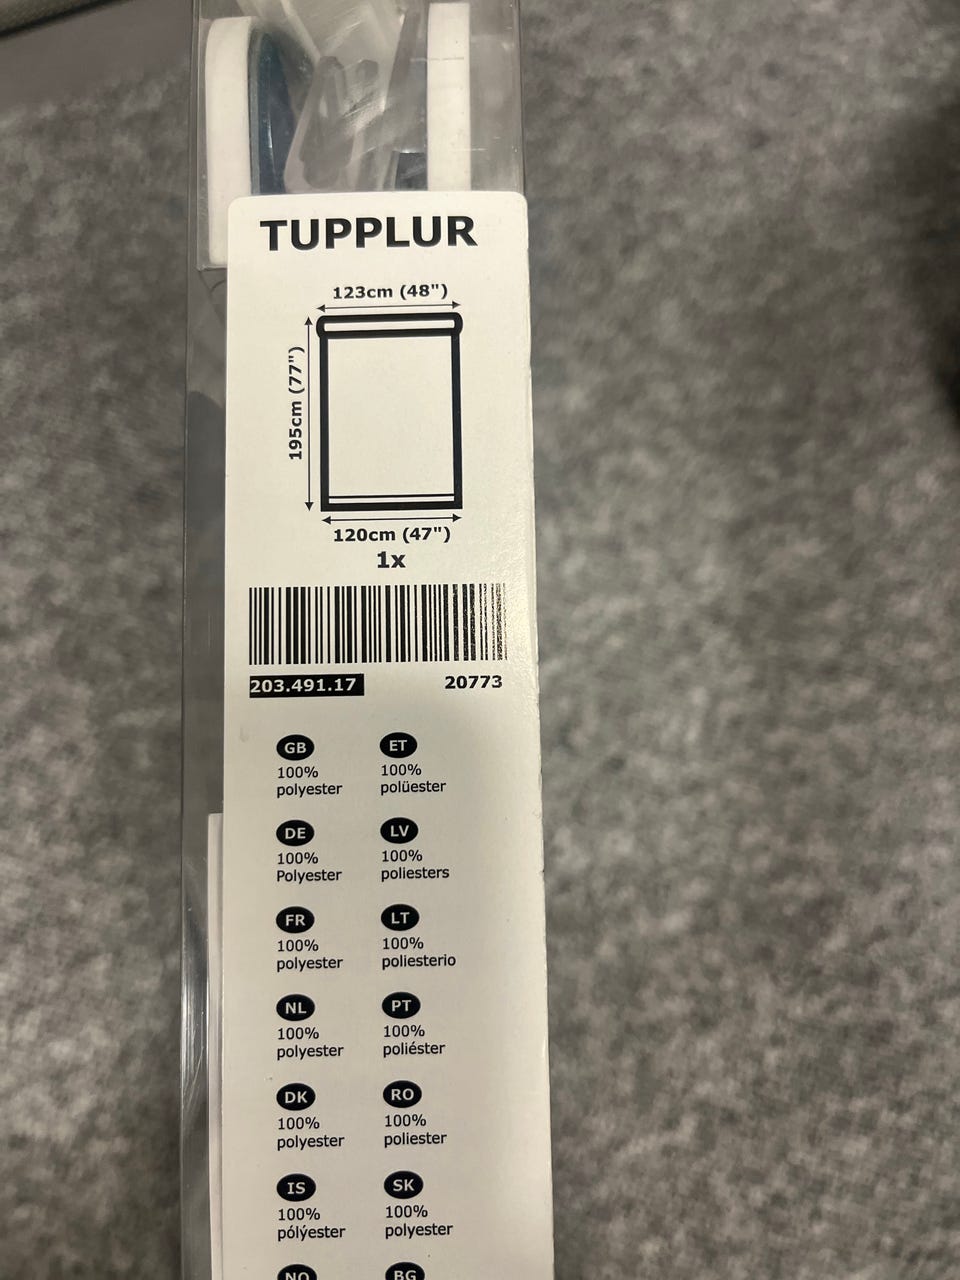 TUPPLUR
123cm (48")
195cm (77")
120cm (47")
1x
203.491.17 20773
GB ET
100% 100%
polyester polüester
DE LV
100% 100%
Polyester poliesters
FR LT
100% 100%
polyester poliesterio
NL PT
100% 100%
polyester poliéster
DK RO
100% 100%
polyester poliester
IS SK
100% 100%
pólýester polyester
NO BG